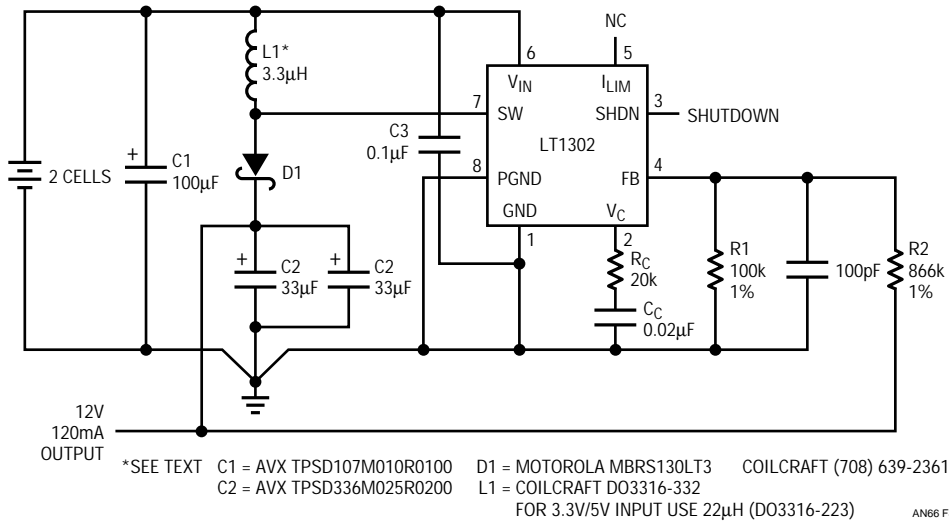 NC
L1*
3.3µH
6
5
VIN
ILIM
7
SW
SHDN
3
SHUTDOWN
C3
0.1µF
LT1302
+
2 CELLS
C1
100µF
D1
8
PGND
FB
4
GND
VC
1
2
+
C2
33µF
+
C2
33µF
RC
20k
R1
100k
1%
100pF
R2
866k
1%
CC
0.02µF
12V
120mA
OUTPUT
*SEE TEXT C1 = AVX TPSD107M010R0100 D1 = MOTOROLA MBRS130LT3 COILCRAFT (708) 639-2361
C2 = AVX TPSD336M025R0200 L1 = COILCRAFT DO3316-332
FOR 3.3V/5V INPUT USE 22µH (DO3316-223)
AN66 F